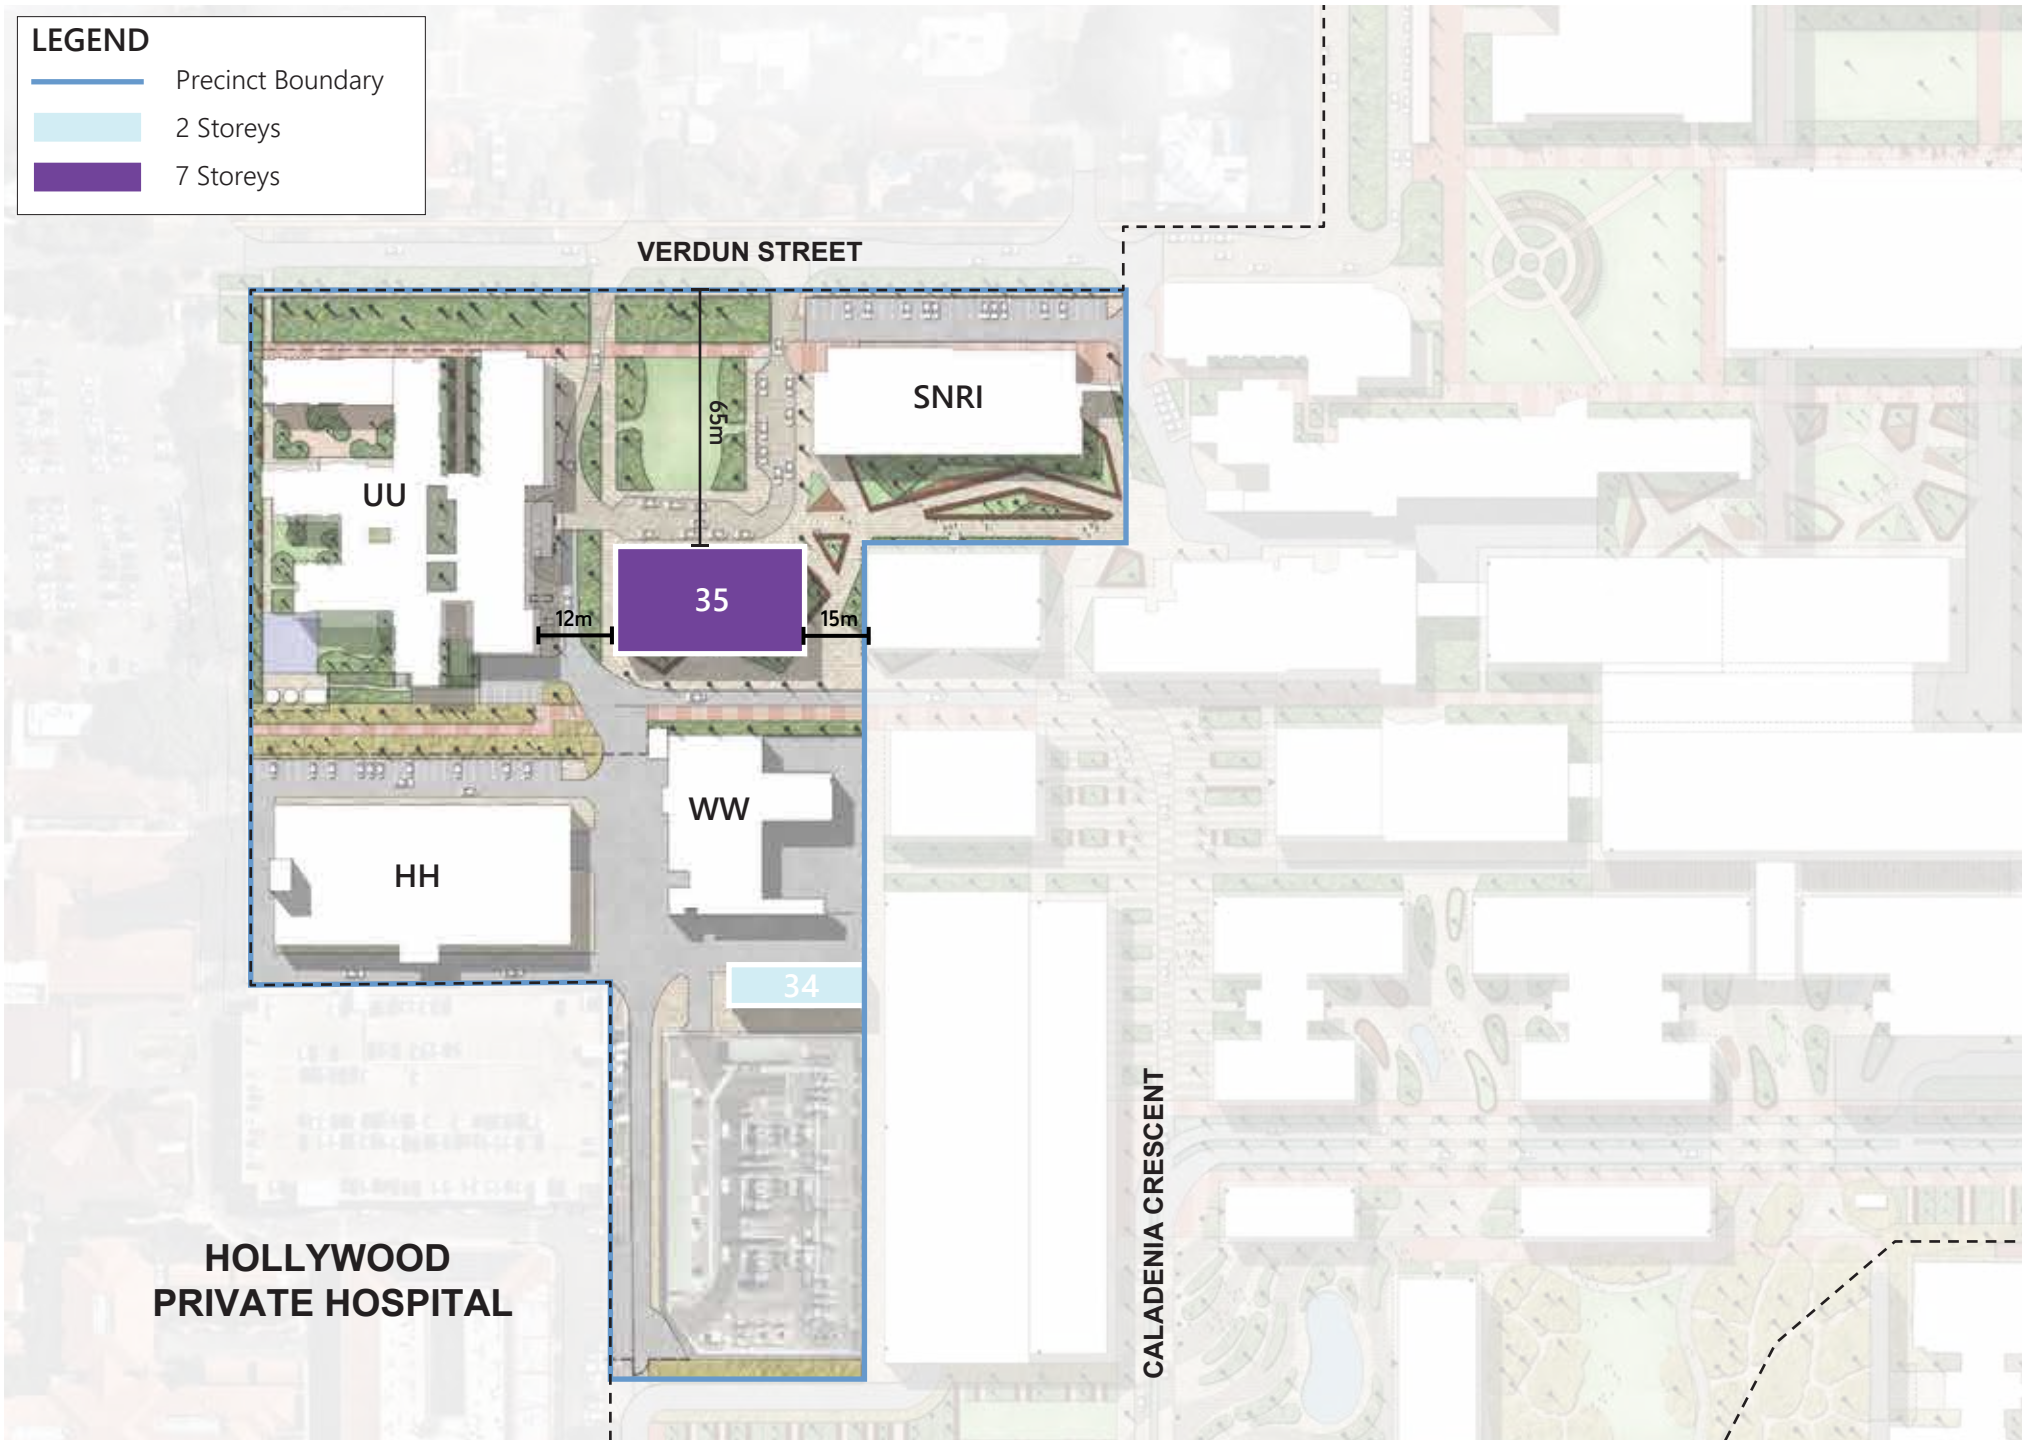 LEGEND
Precinct Boundary
2 Storeys
7 Storeys
VERDUN STREET
65m
SNRI
UU
35
12m
15m
WW
HH
34
CALADENIA CRESCENT
HOLLYWOOD
PRIVATE HOSPITAL